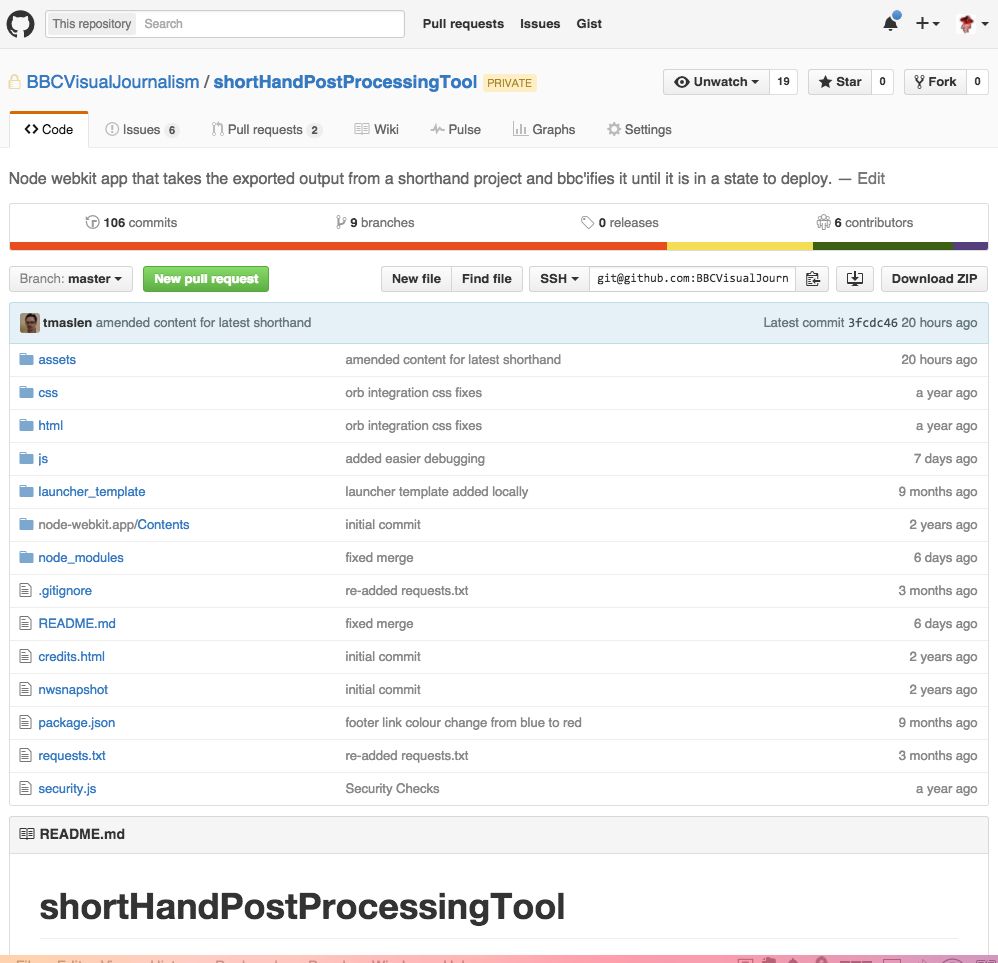 This repository Search Pull requests Issues Gist
BBCVisualJournalism / shortHandPostProcessingTool PRIVATE Unwatch 19 Star 0 Fork 0
Code Issues 6 Pull requests 2 Wiki Pulse Graphs Settings
Node webkit app that takes the exported output from a shorthand project and bbc'ifies it until it is in a state to deploy. — Edit
106 commits 9 branches 0 releases 6 contributors
Branch: master New pull request New file Find file SSH git@github.com:BBCVisualJourn Download ZIP
tmaslen amended content for latest shorthand Latest commit 3fcdc46 20 hours ago
assets amended content for latest shorthand 20 hours ago
css orb integration css fixes a year ago
html orb integration css fixes a year ago
js added easier debugging 7 days ago
launcher_template launcher template added locally 9 months ago
node-webkit.app/Contents initial commit 2 years ago
node_modules fixed merge 6 days ago
.gitignore re-added requests.txt 3 months ago
README.md fixed merge 6 days ago
credits.html initial commit 2 years ago
nwsnapshot initial commit 2 years ago
package.json footer link colour change from blue to red 9 months ago
requests.txt re-added requests.txt 3 months ago
security.js Security Checks a year ago
README.md
shortHandPostProcessingTool